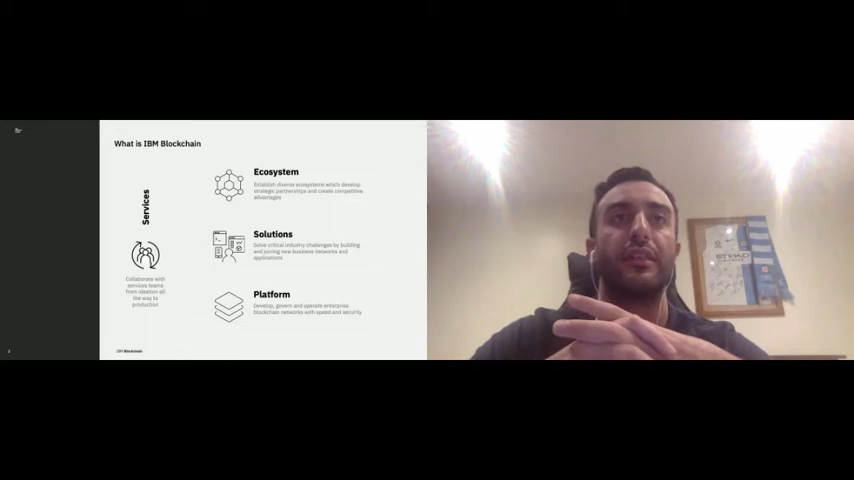 What is IBM Blockchain
Services
Collaborate with
services teams
from ideation all
the way to
production
Ecosystem
Establish diverse ecosystems which develop
strategic partnerships and create competitive
advantages
Solutions
Solve critical industry challenges by building
and joining new business networks and
applications
Platform
Develop, govern and operate enterprise
blockchain networks with speed and security
IBM Blockchain
ETIHAD